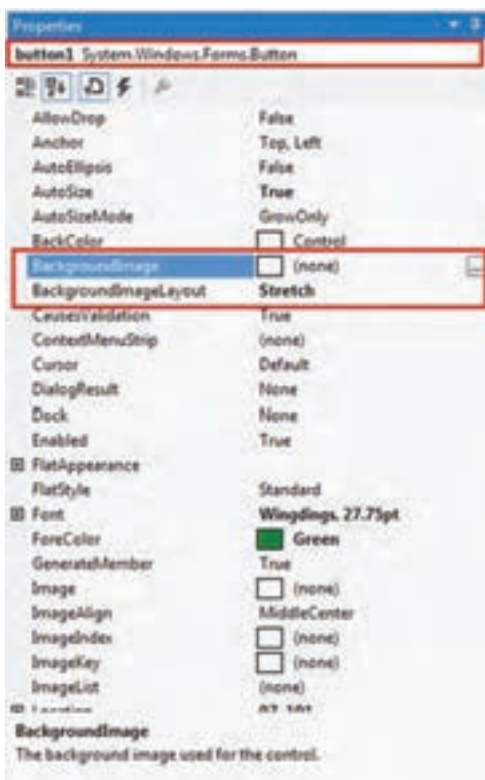 Properties
button1 System.Windows.Forms.Button
AllowDrop False
Anchor Top, Left
AutoEllipsis False
AutoSize True
AutoSizeMode GrowOnly
BackColor Control
BackgroundImage (none)
BackgroundImageLayout Stretch
CausesValidation True
ContextMenuStrip (none)
Cursor Default
DialogResult None
Dock None
Enabled True
FlatAppearance
FlatStyle Standard
Font Wingdings, 27.75pt
ForeColor Green
GenerateMember True
Image (none)
ImageAlign MiddleCenter
ImageIndex (none)
ImageKey (none)
ImageList (none)
Location
BackgroundImage
The background image used for the control.